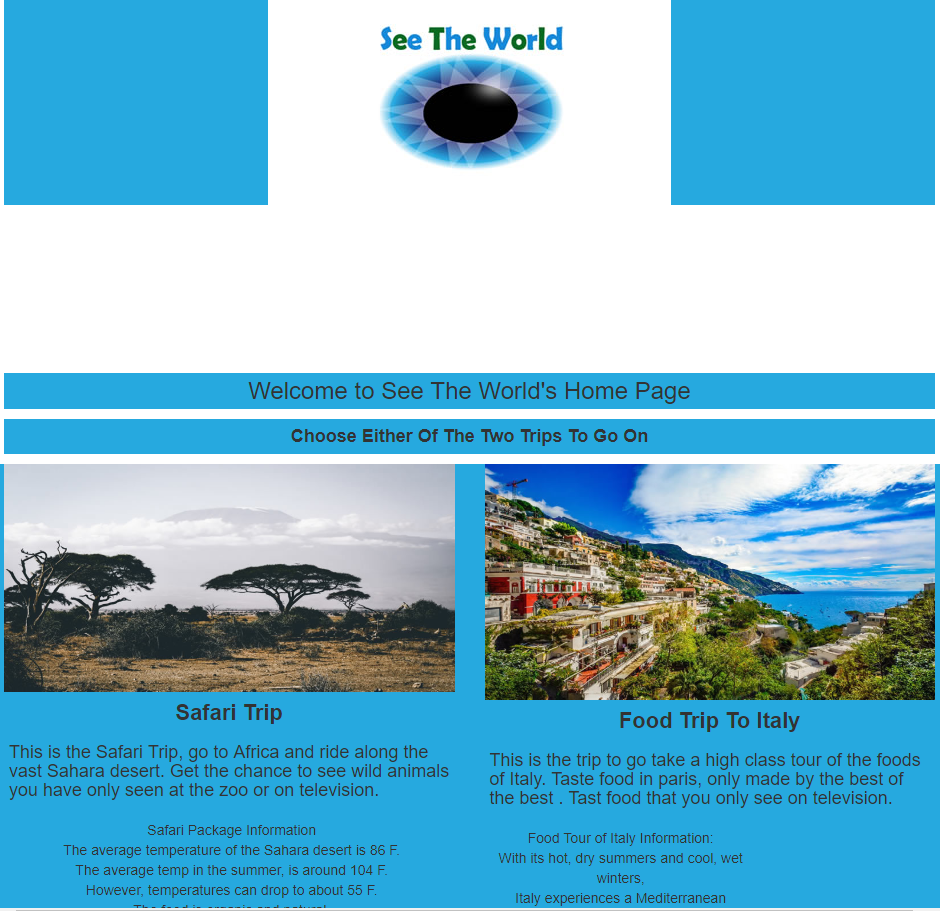 See The World
Welcome to See The World's Home Page
Choose Either Of The Two Trips To Go On
Safari Trip
This is the Safari Trip, go to Africa and ride along the
vast Sahara desert. Get the chance to see wild animals
you have only seen at the zoo or on television.
Safari Package Information
The average temperature of the Sahara desert is 86 F.
The average temp in the summer, is around 104 F.
However, temperatures can drop to about 55 F.
The food is organic and natural
Food Trip To Italy
This is the trip to go take a high class tour of the foods
of Italy. Taste food in paris, only made by the best of
the best . Tast food that you only see on television.
Food Tour of Italy Information:
With its hot, dry summers and cool, wet
winters,
Italy experiences a Mediterranean